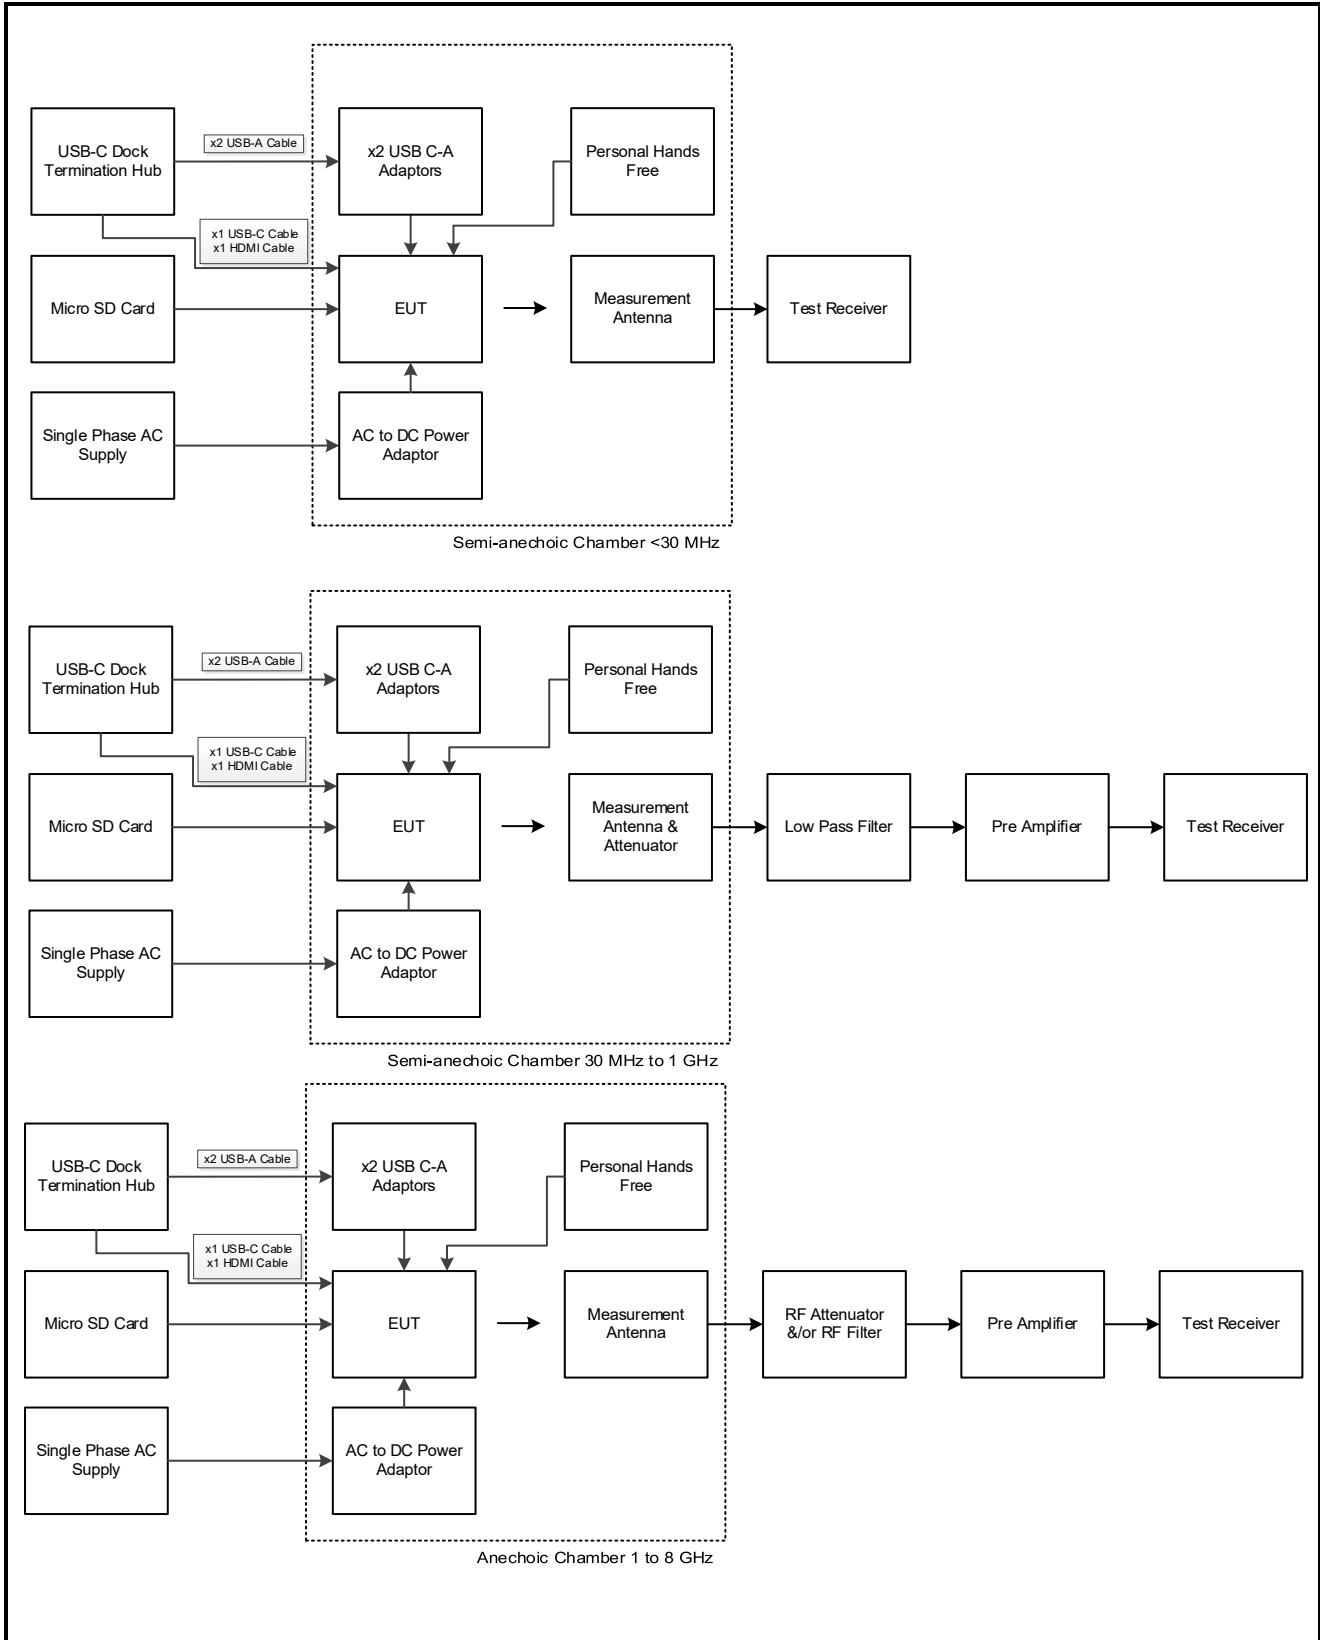 USB-C Dock
Termination Hub
x2 USB-A Cable
x2 USB C-A
Adaptors
Personal Hands
Free
x1 USB-C Cable
x1 HDMI Cable
Micro SD Card
EUT
Measurement
Antenna
Test Receiver
Single Phase AC
Supply
AC to DC Power
Adaptor
Semi-anechoic Chamber <30 MHz
USB-C Dock
Termination Hub
x2 USB-A Cable
x2 USB C-A
Adaptors
Personal Hands
Free
x1 USB-C Cable
x1 HDMI Cable
Micro SD Card
EUT
Measurement
Antenna &
Attenuator
Low Pass Filter
Pre Amplifier
Test Receiver
Single Phase AC
Supply
AC to DC Power
Adaptor
Semi-anechoic Chamber 30 MHz to 1 GHz
USB-C Dock
Termination Hub
x2 USB-A Cable
x2 USB C-A
Adaptors
Personal Hands
Free
x1 USB-C Cable
x1 HDMI Cable
Micro SD Card
EUT
Measurement
Antenna
RF Attenuator
&/or RF Filter
Pre Amplifier
Test Receiver
Single Phase AC
Supply
AC to DC Power
Adaptor
Anechoic Chamber 1 to 8 GHz